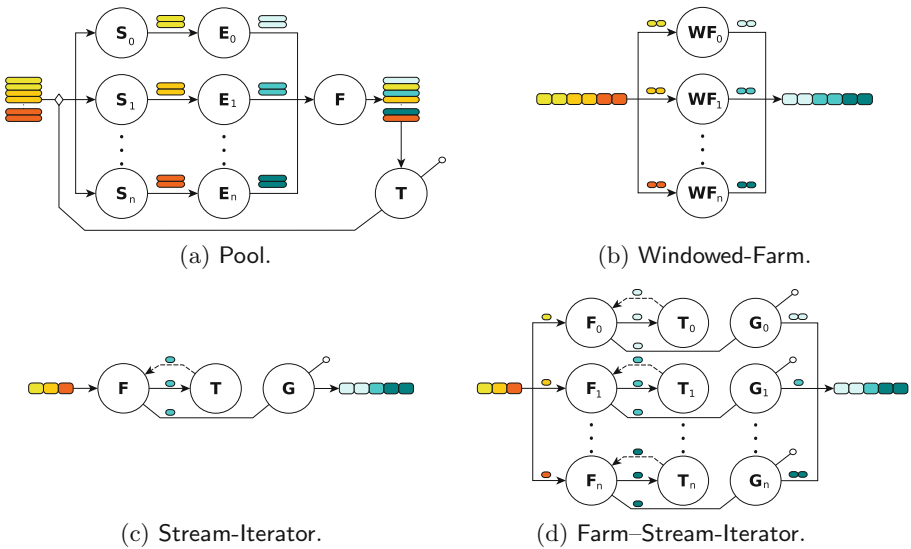 S0 E0
S1 E1 F
Sn En T
(a) Pool.
WF0
WF1
WFn
(b) Windowed-Farm.
F T G
(c) Stream-Iterator.
F0 T0 G0
F1 T1 G1
Fn Tn Gn
(d) Farm–Stream-Iterator.